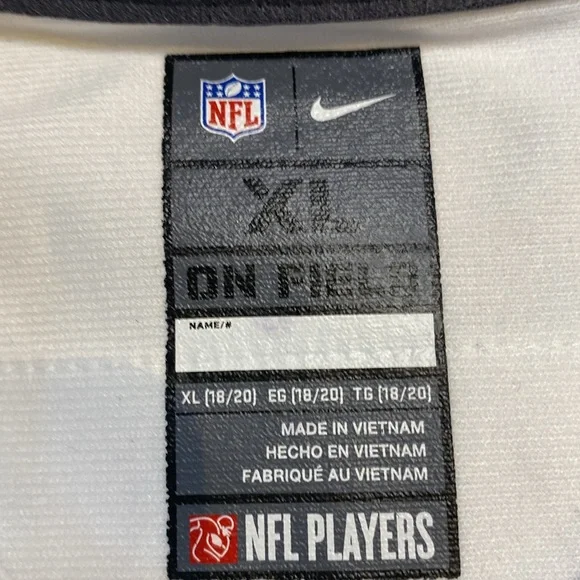 NFL
XL
ON FIELD
NAME/#
XL (18/20) EG (18/20) TG (18/20)
MADE IN VIETNAM
HECHO EN VIETNAM
FABRIQUÉ AU VIETNAM
NFL PLAYERS